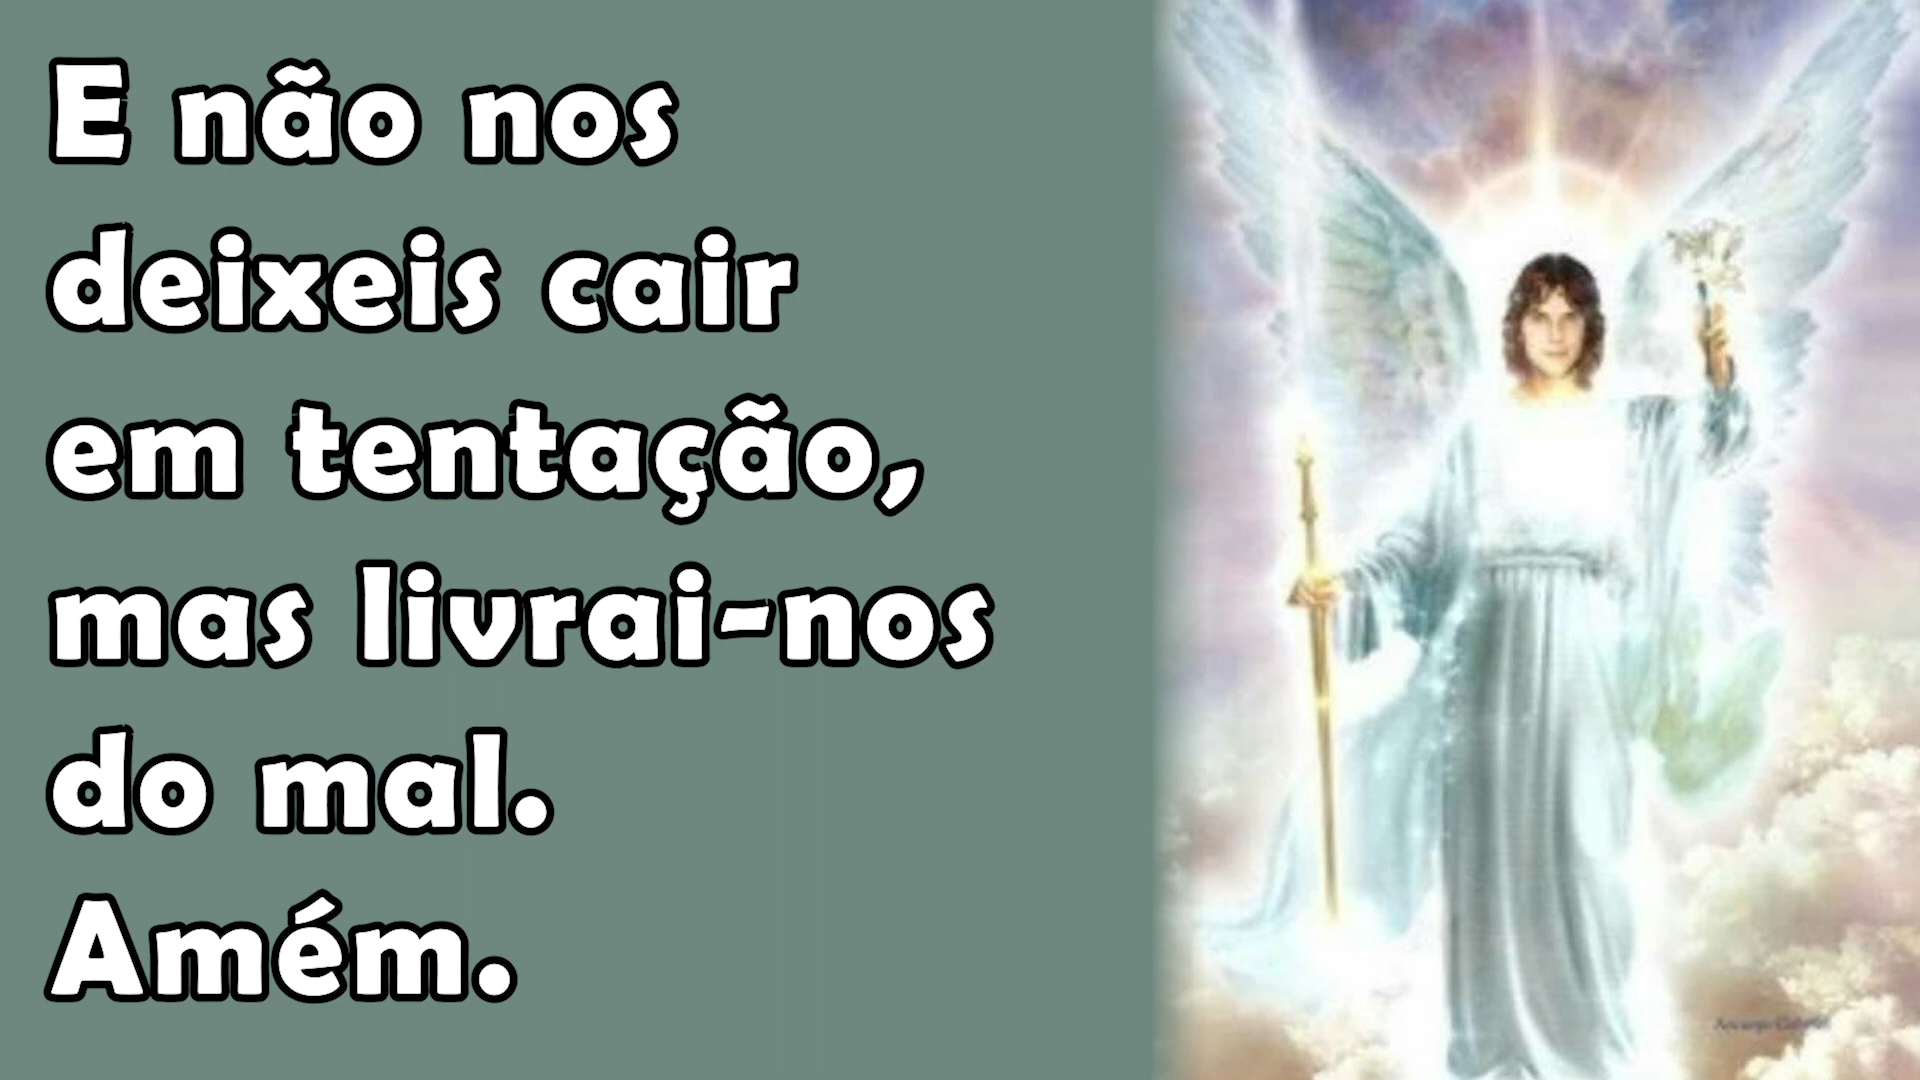 E não nos
deixeis cair
em tentação,
mas livrai-nos
do mal.
Amém.